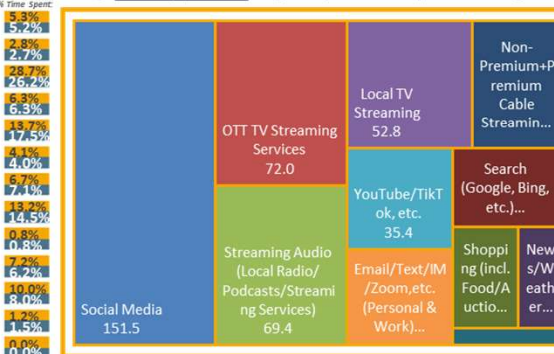 % Time Spent:
5.3%
5.2%
2.8%
2.7%
28.7%
26.2%
6.3%
6.3%
13.7%
17.5%
4.1%
4.0%
6.7%
7.1%
13.2%
14.5%
0.8%
0.8%
7.2%
6.2%
10.0%
8.0%
1.2%
1.5%
0.0%
0.0%
Social Media
151.5
OTT TV Streaming
Services
72.0
Streaming Audio
(Local Radio/
Podcasts/Streami
ng Services)
69.4
Local TV
Streaming
52.8
Non-
Premium+P
remium
Cable
Streamin...
YouTube/TikT
ok, etc.
35.4
Search
(Google, Bing,
etc.)...
Email/Text/IM
/Zoom,etc.
(Personal &
Work)...
Shoppi
ng (incl.
Food/A
uctio...
New
s/W
eath
er...